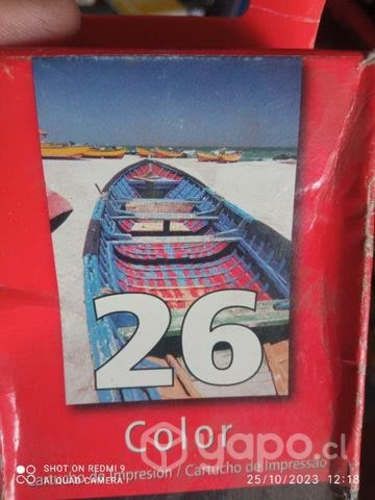 26
Color
Cartucho de Impresión / Cartucho de Impressão
yapo.cl
SHOT ON REDMI 9
AI QUAD CAMERA
25/10/2023 12:18